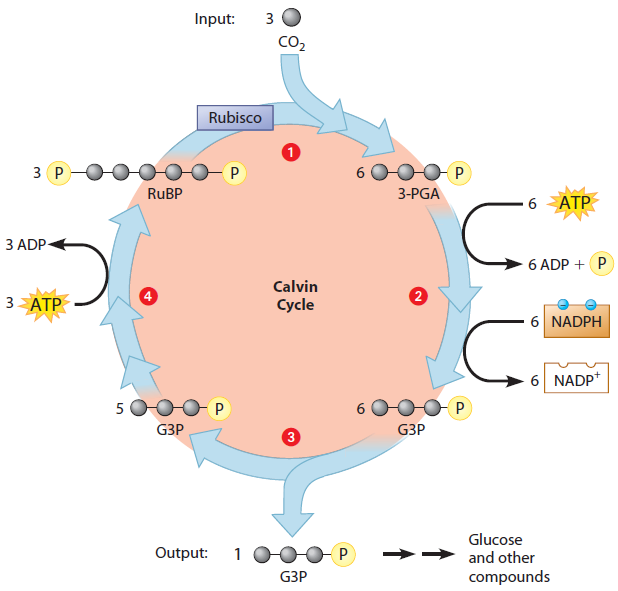 Input: 3
CO₂
Rubisco
1
3 P P
RuBP
6 P
3-PGA
6 ATP
6 ADP + P
3 ADP
3 ATP
4
Calvin
Cycle
2
6 NADPH
6 NADP⁺
5 P
G3P
3
6 P
G3P
Output: 1 P
G3P
Glucose
and other
compounds